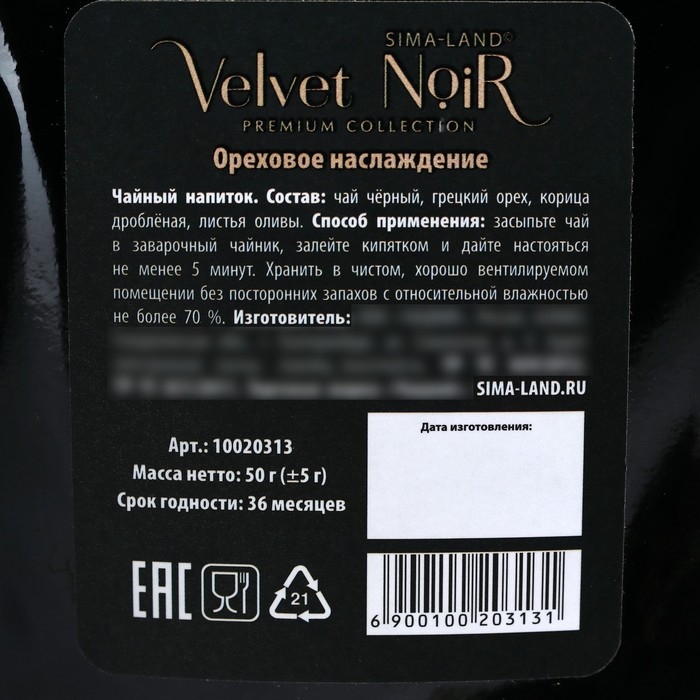 SIMA-LAND©
Velvet NoiR
PREMIUM COLLECTION
Ореховое наслаждение
Чайный напиток. Состав: чай чёрный, грецкий орех, корица
дроблёная, листья оливы. Способ применения: засыпьте чай
в заварочный чайник, залейте кипятком и дайте настояться
не менее 5 минут. Хранить в чистом, хорошо вентилируемом
помещении без посторонних запахов с относительной влажностью
не более 70 %. Изготовитель:
SIMA-LAND.RU
Арт.: 10020313
Масса нетто: 50 г (±5 г)
Срок годности: 36 месяцев
Дата изготовления:
EAC
21
6 900100 203131